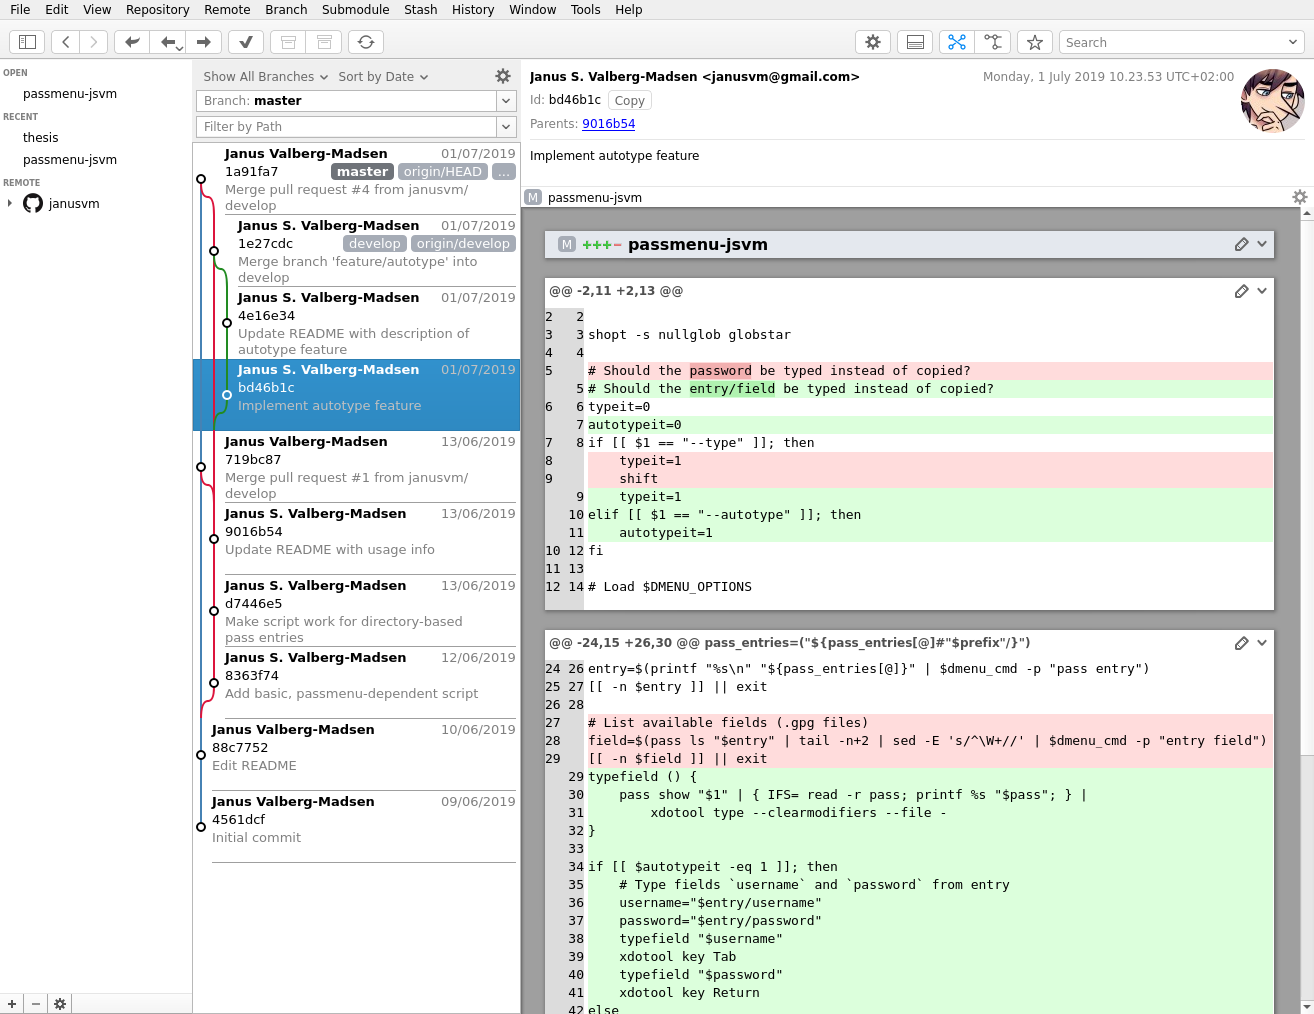 File Edit View Repository Remote Branch Submodule Stash History Window Tools Help
Search
OPEN
passmenu-jsvm
RECENT
thesis
passmenu-jsvm
REMOTE
janusvm
Show All Branches Sort by Date
Branch: master
Filter by Path
Janus Valberg-Madsen 01/07/2019
1a91fa7 master origin/HEAD ...
Merge pull request #4 from janusvm/
develop
Janus S. Valberg-Madsen 01/07/2019
1e27cdc develop origin/develop
Merge branch 'feature/autotype' into
develop
Janus S. Valberg-Madsen 01/07/2019
4e16e34
Update README with description of
autotype feature
Janus S. Valberg-Madsen 01/07/2019
bd46b1c
Implement autotype feature
Janus Valberg-Madsen 13/06/2019
719bc87
Merge pull request #1 from janusvm/
develop
Janus S. Valberg-Madsen 13/06/2019
9016b54
Update README with usage info
Janus S. Valberg-Madsen 13/06/2019
d7446e5
Make script work for directory-based
pass entries
Janus S. Valberg-Madsen 12/06/2019
8363f74
Add basic, passmenu-dependent script
Janus Valberg-Madsen 10/06/2019
88c7752
Edit README
Janus Valberg-Madsen 09/06/2019
4561dcf
Initial commit
Janus S. Valberg-Madsen <janusvm@gmail.com> Monday, 1 July 2019 10.23.53 UTC+02:00
Id: bd46b1c Copy
Parents: 9016b54
Implement autotype feature
M passmenu-jsvm
M +++− passmenu-jsvm
@@ -2,11 +2,13 @@
2 2
3 3 shopt -s nullglob globstar
4 4
5 # Should the password be typed instead of copied?
5 # Should the entry/field be typed instead of copied?
6 6 typeit=0
7 autotypeit=0
7 8 if [[ $1 == "--type" ]]; then
8     typeit=1
9     shift
9     typeit=1
10 elif [[ $1 == "--autotype" ]]; then
11     autotypeit=1
10 12 fi
11 13
12 14 # Load $DMENU_OPTIONS
@@ -24,15 +26,30 @@ pass_entries=("${pass_entries[@]#"$prefix"/}")
24 26 entry=$(printf "%s\n" "${pass_entries[@]}" | $dmenu_cmd -p "pass entry")
25 27 [[ -n $entry ]] || exit
26 28
27 # List available fields (.gpg files)
28 field=$(pass ls "$entry" | tail -n+2 | sed -E 's/^\W+//' | $dmenu_cmd -p "entry field")
29 [[ -n $field ]] || exit
29 typefield () {
30     pass show "$1" | { IFS= read -r pass; printf %s "$pass"; } |
31         xdotool type --clearmodifiers --file -
32 }
33
34 if [[ $autotypeit -eq 1 ]]; then
35     # Type fields `username` and `password` from entry
36     username="$entry/username"
37     password="$entry/password"
38     typefield "$username"
39     xdotool key Tab
40     typefield "$password"
41     xdotool key Return
42 else